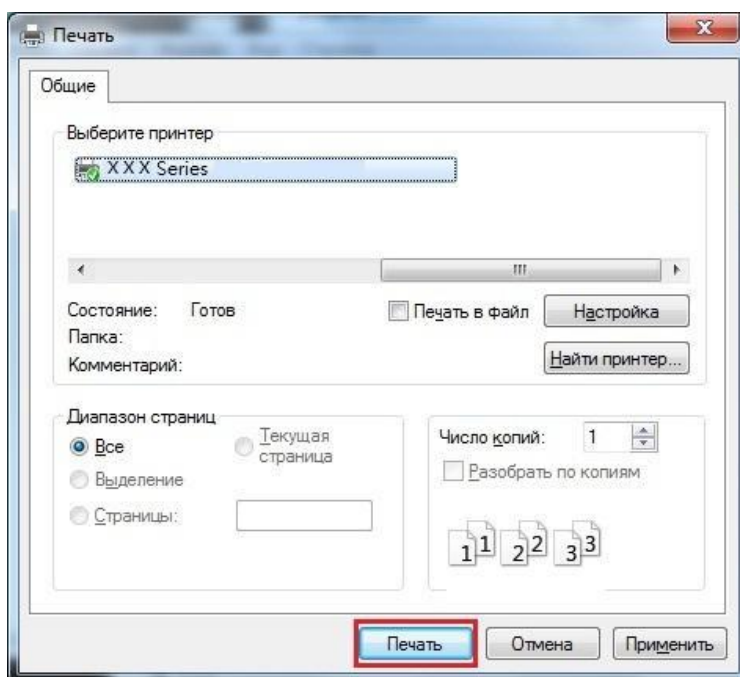 Печать
Общие
Выберите принтер
X X X Series
Состояние: Готов
Печать в файл
Настройка
Папка:
Комментарий:
Найти принтер...
Диапазон страниц
Все
Текущая страница
Выделение
Страницы:
Число копий: 1
Разобрать по копиям
1 1 2 2 3 3
Печать Отмена Применить